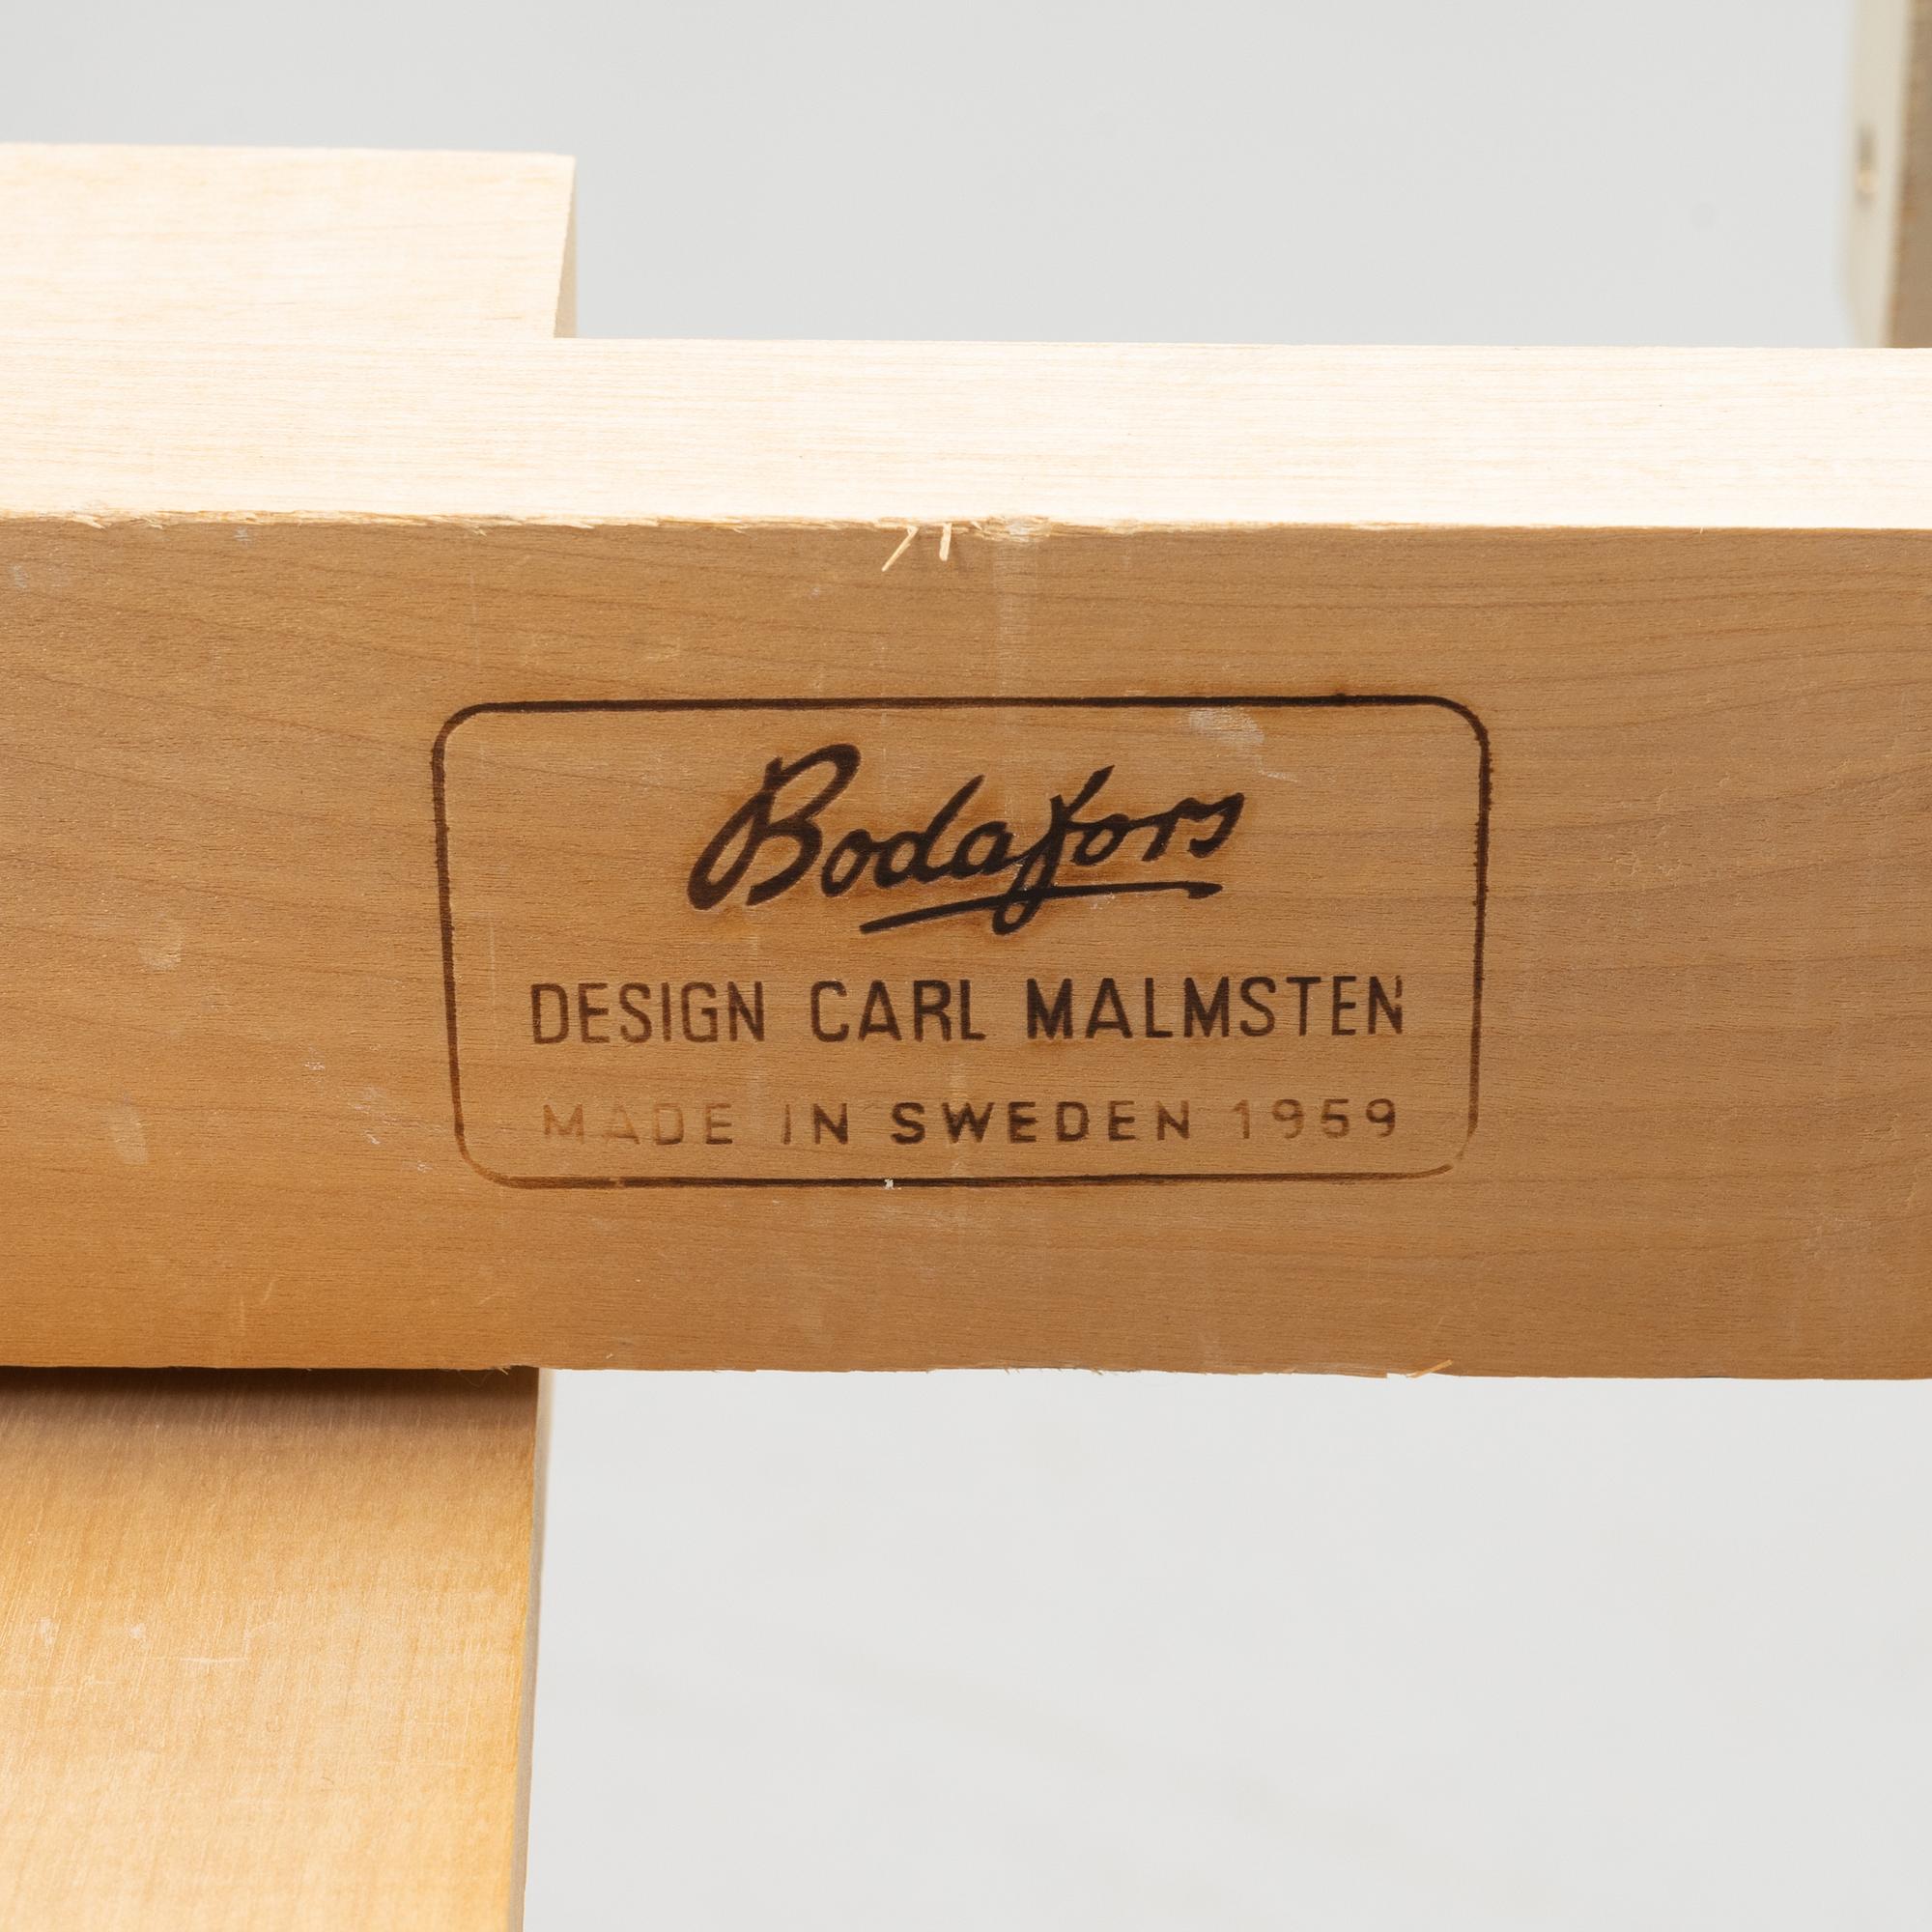 Bodafors
DESIGN CARL MALMSTEN
MADE IN SWEDEN 1959